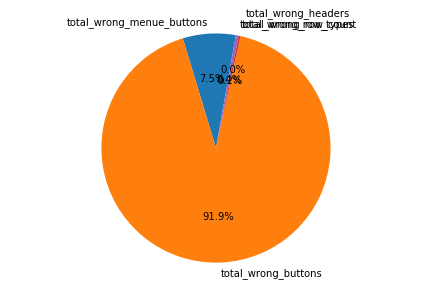 total_wrong_headers
total_wrong_menue_buttons
0.0%
7.5%
91.9%
total_wrong_buttons